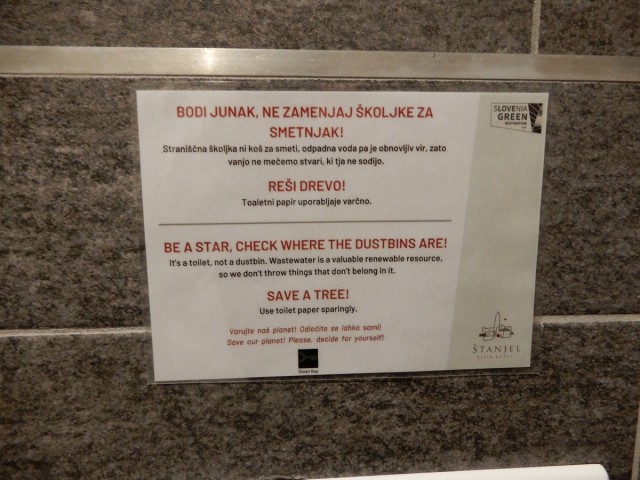 BODI JUNAK, NE ZAMENJAJ ŠKOLJKE ZA
SMETNJAK!
Straniščna školjka ni koš za smeti, odpadna voda pa je obnovljiv vir, zato
vanjo ne mečemo stvari, ki tja ne sodijo.
REŠI DREVO!
Toaletni papir uporabljaje varčno.
BE A STAR, CHECK WHERE THE DUSTBINS ARE!
It's a toilet, not a dustbin. Wastewater is a valuable renewable resource,
so we don't throw things that don't belong in it.
SAVE A TREE!
Use toilet paper sparingly.
Varujte naš planet! Odločite se lahko sami!
Save our planet! Please, decide for yourself!
Green Key
SLOVENIA
GREEN
DESTINATION
ŠTANJEL